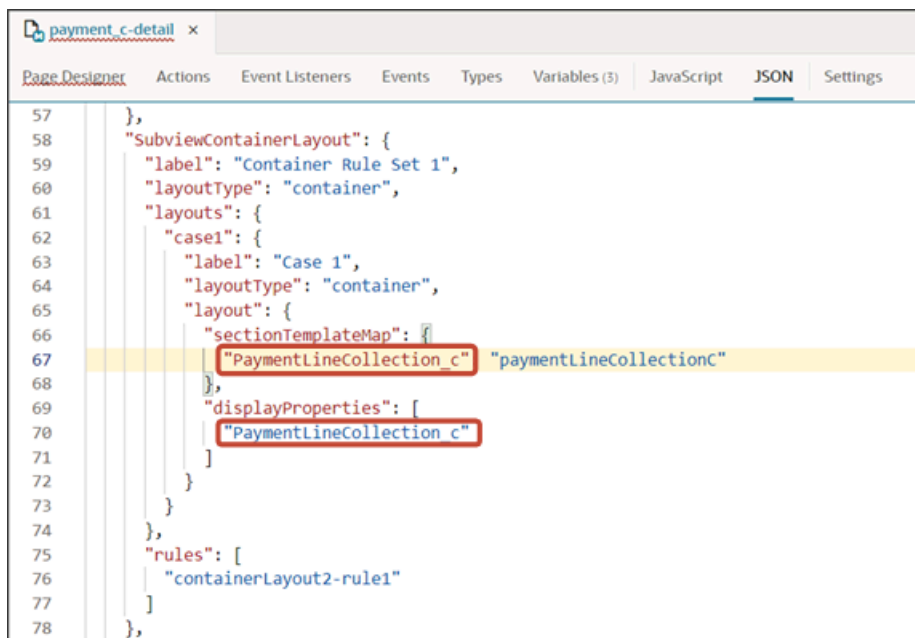 payment_c-detail ×
Page Designer Actions Event Listeners Events Types Variables (3) JavaScript JSON Settings
57 },
58 "SubviewContainerLayout": {
59 "label": "Container Rule Set 1",
60 "layoutType": "container",
61 "layouts": {
62 "case1": {
63 "label": "Case 1",
64 "layoutType": "container",
65 "layout": {
66 "sectionTemplateMap": {
67 "PaymentLineCollection_c" "paymentLineCollectionC"
68 },
69 "displayProperties": [
70 "PaymentLineCollection_c"
71 ]
72 }
73 }
74 },
75 "rules": [
76 "containerLayout2-rule1"
77 ]
78 },